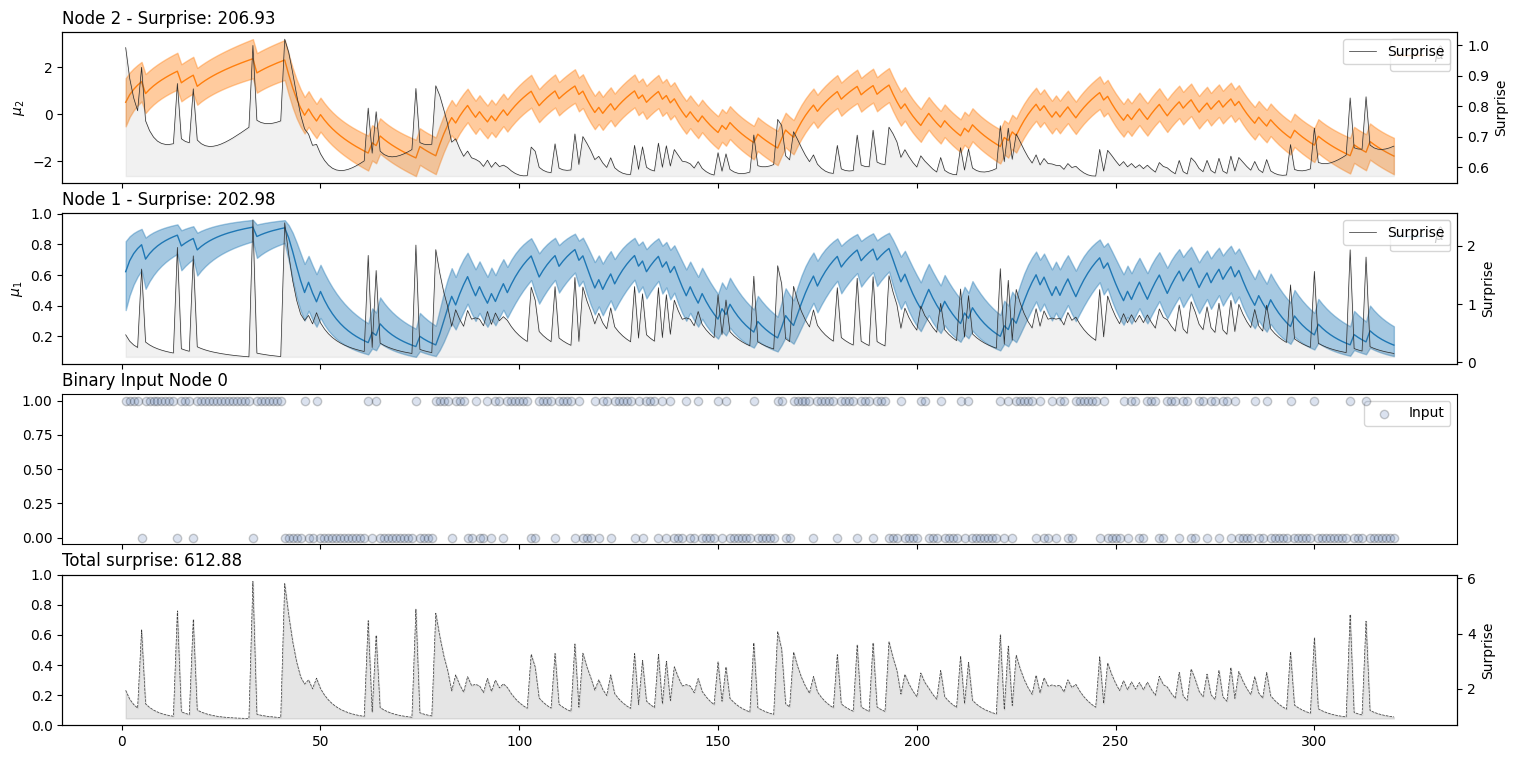 Node 2 - Surprise: 206.93
μ2
2
0
−2
Surprise
μ
1.0
0.9
0.8
0.7
0.6
Surprise
Node 1 - Surprise: 202.98
μ1
1.0
0.8
0.6
0.4
0.2
Surprise
μ
2
1
0
Surprise
Binary Input Node 0
1.00
0.75
0.50
0.25
0.00
Input
Total surprise: 612.88
1.0
0.8
0.6
0.4
0.2
0.0
6
4
2
Surprise
0
50
100
150
200
250
300